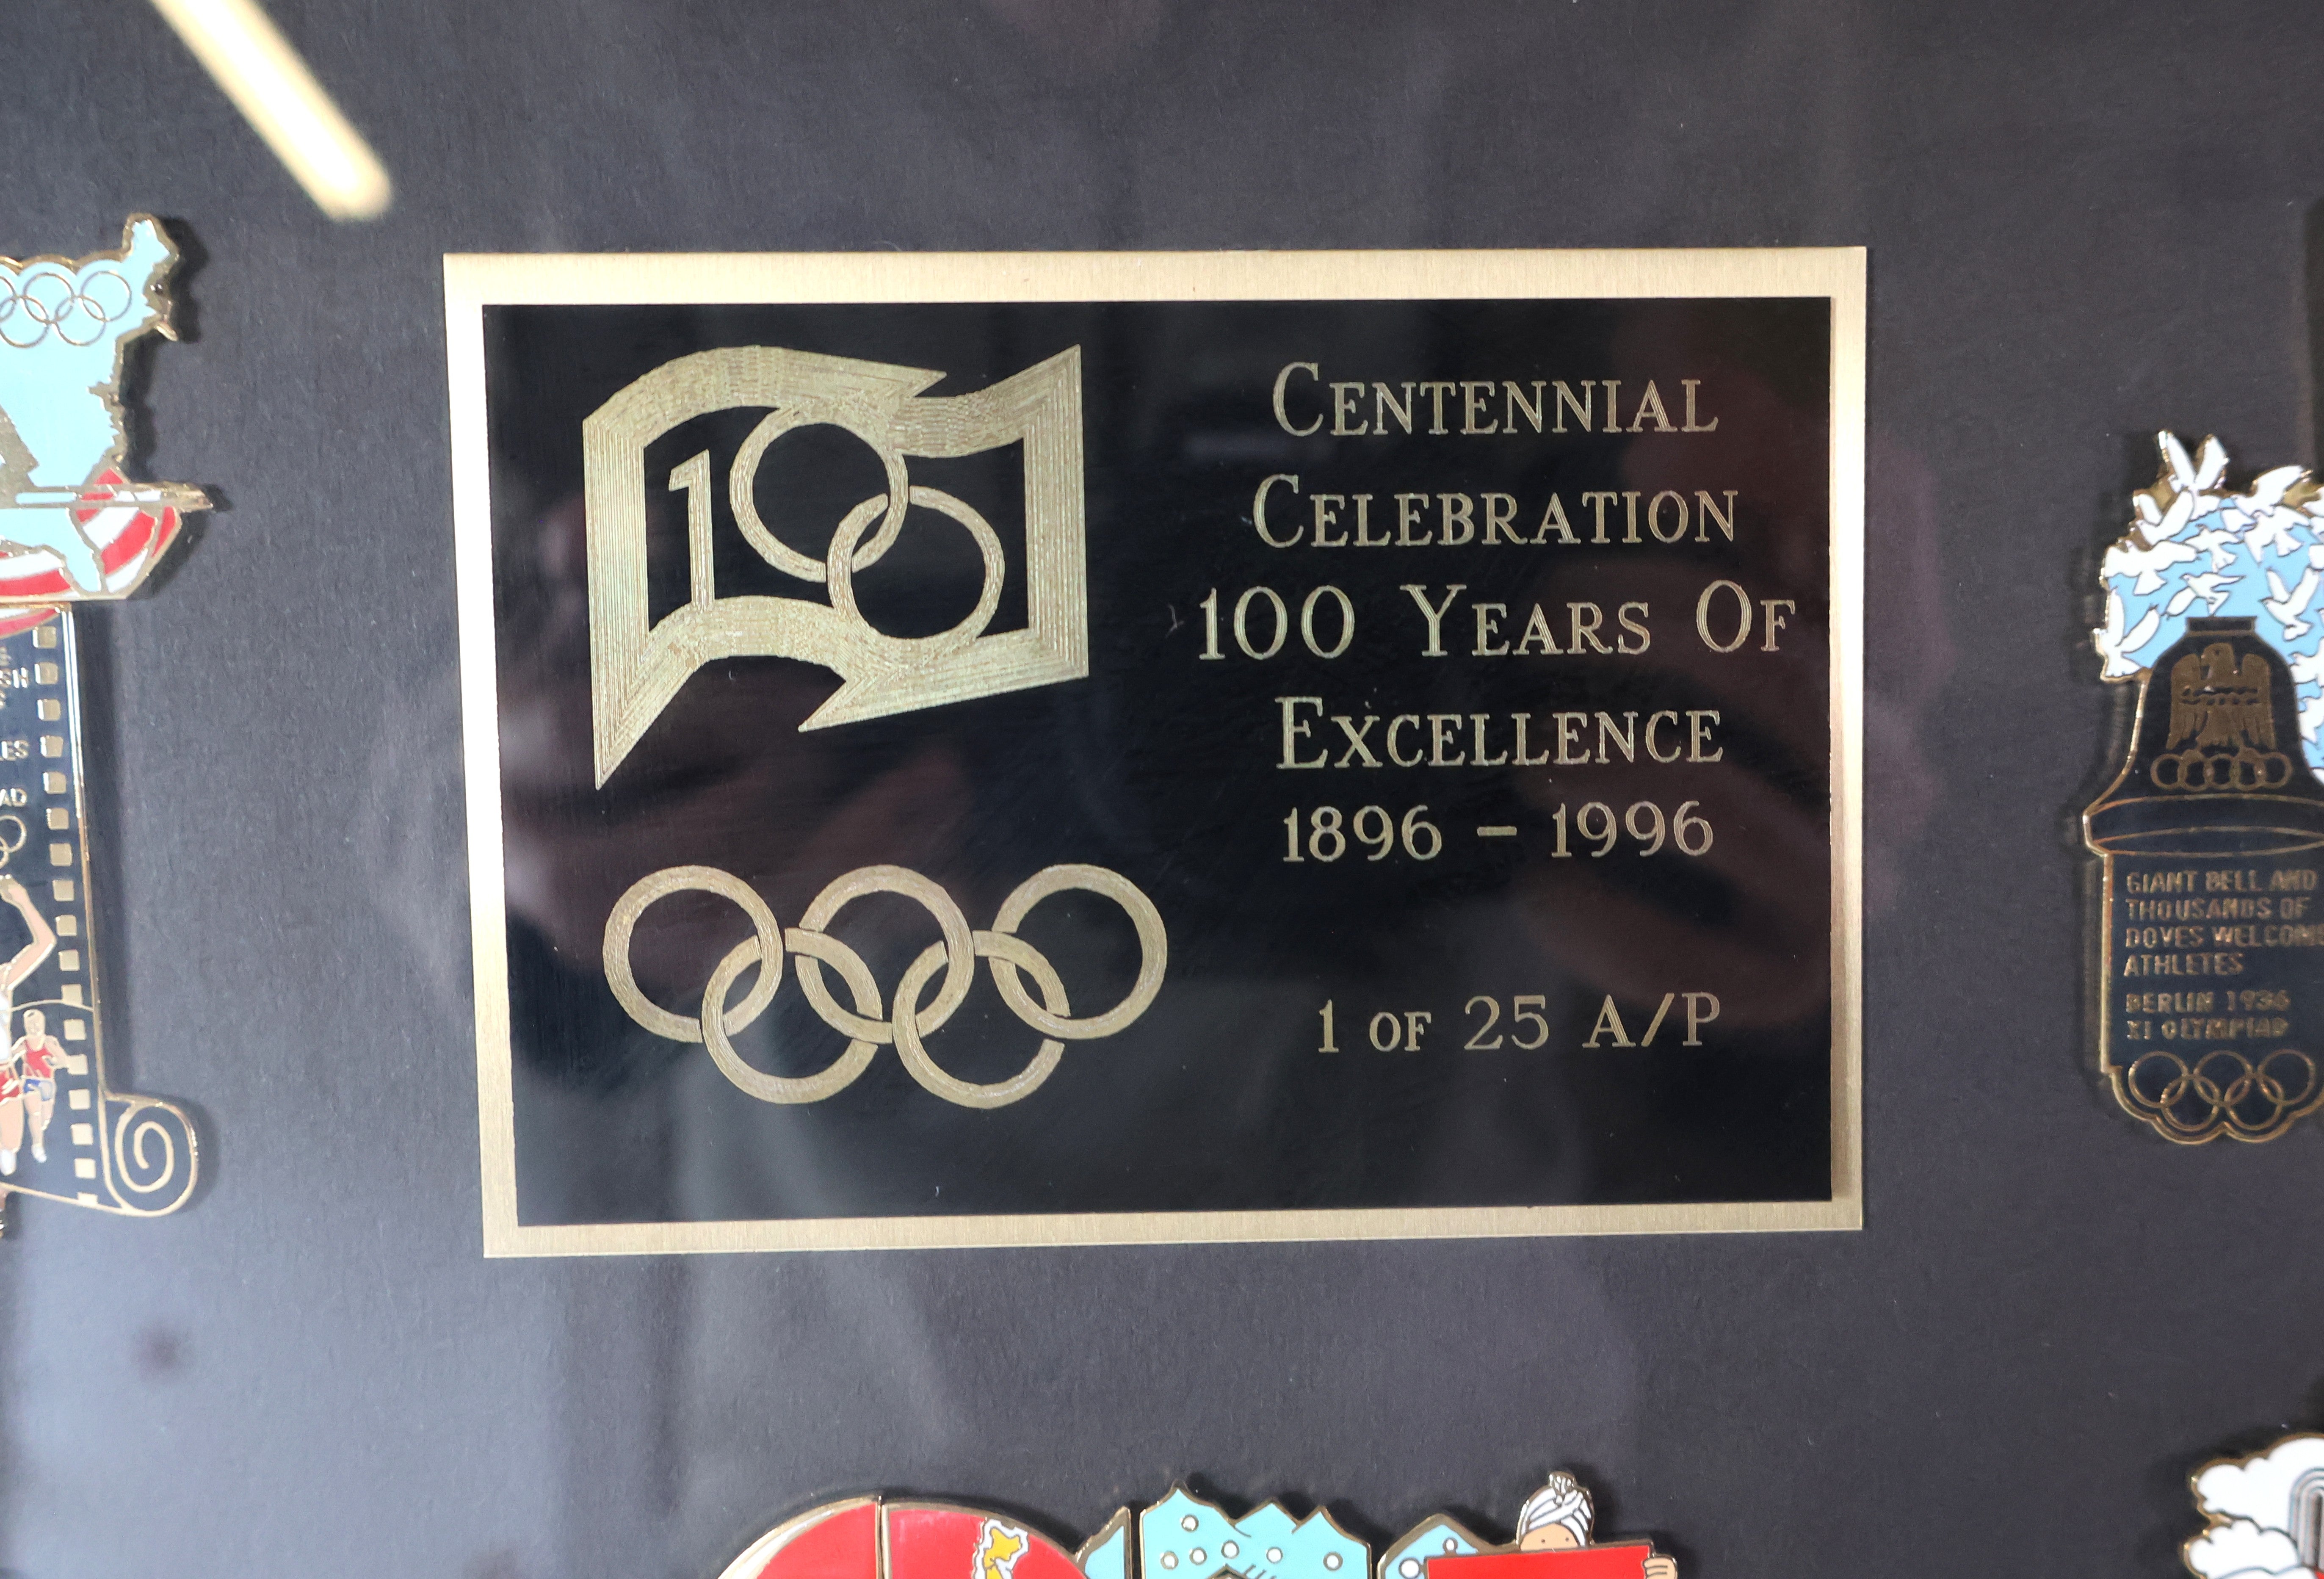 100
CENTENNIAL
CELEBRATION
100 YEARS OF
EXCELLENCE
1896 – 1996
1 OF 25 A/P
GIANT BELL AND
THOUSANDS OF
DOVES WELCOME
ATHLETES
BERLIN 1936
XI OLYMPIAD